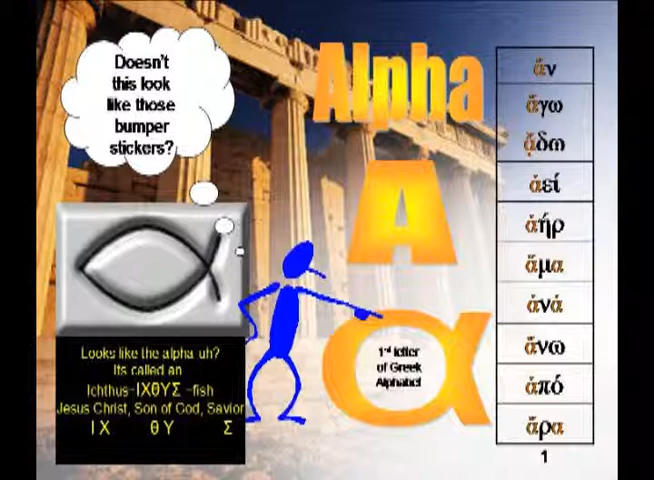 Doesn't
this look
like those
bumper
stickers?
Alpha
Α
α
1st letter
of Greek
Alphabet
Looks like the alpha uh?
Its called an
Ichthus-ΙΧθΥΣ -fish
Jesus Christ, Son of God, Savior
Ι Χ θ Υ Σ
ἄν
ἄγω
ᾄδω
ἀεί
ἀήρ
ἅμα
ἀνά
ἄνω
ἀπό
ἄρα
1